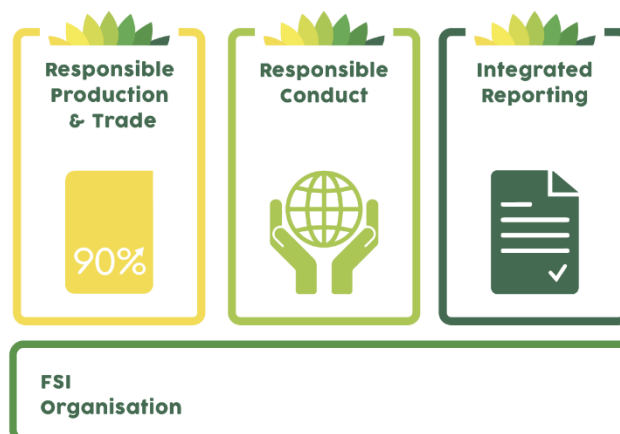 Responsible
Production
& Trade
90%
Responsible
Conduct
Integrated
Reporting
FSI
Organisation